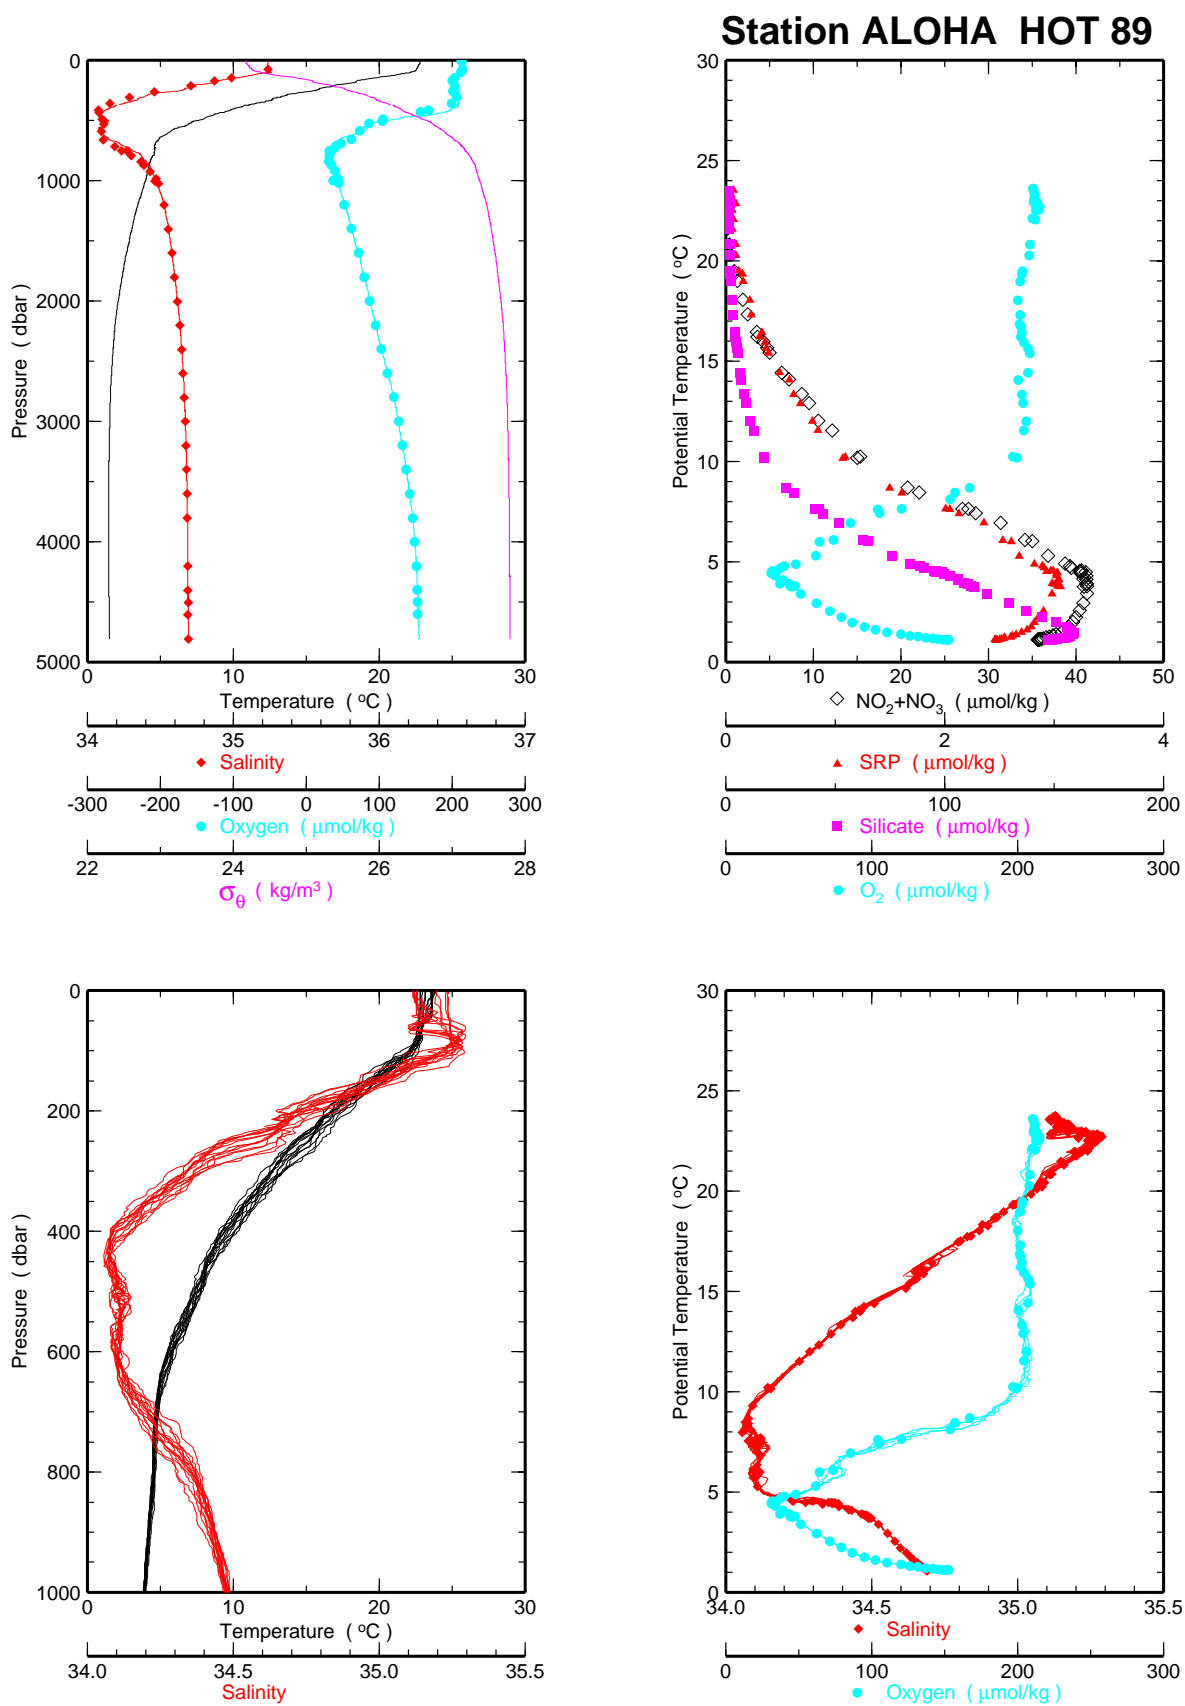 Station ALOHA  HOT 89
0
1000
2000
3000
4000
5000
Pressure ( dbar )
0 10 20 30
Temperature ( °C )
34 35 36 37
Salinity
-300 -200 -100 0 100 200 300
Oxygen ( μmol/kg )
22 24 26 28
σθ ( kg/m³ )
30
25
20
15
10
5
0
Potential Temperature ( °C )
0 10 20 30 40 50
NO₂+NO₃ ( μmol/kg )
0 2 4
SRP ( μmol/kg )
0 100 200
Silicate ( μmol/kg )
0 100 200 300
O₂ ( μmol/kg )
0
200
400
600
800
1000
Pressure ( dbar )
0 10 20 30
Temperature ( °C )
34.0 34.5 35.0 35.5
Salinity
30
25
20
15
10
5
0
Potential Temperature ( °C )
34.0 34.5 35.0 35.5
Salinity
0 100 200 300
Oxygen ( μmol/kg )